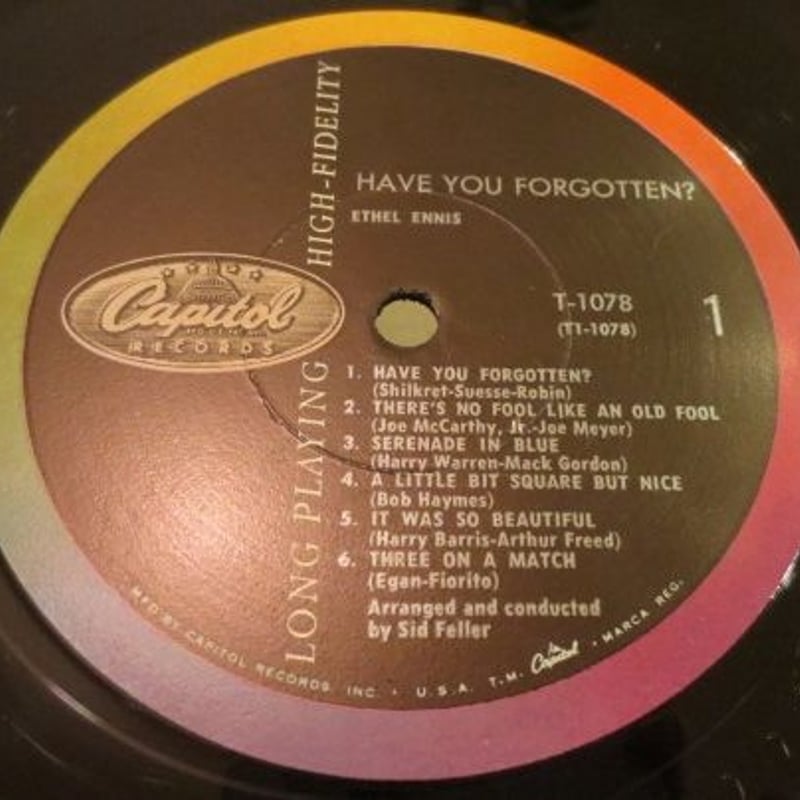 HAVE YOU FORGOTTEN?
ETHEL ENNIS
LONG PLAYING HIGH-FIDELITY
Capitol
RECORDS
T-1078
(T1-1078)
1
1. HAVE YOU FORGOTTEN?
(Shilkret-Suesse-Robin)
2. THERE'S NO FOOL LIKE AN OLD FOOL
(Joe McCarthy, Jr.-Joe Meyer)
3. SERENADE IN BLUE
(Harry Warren-Mack Gordon)
4. A LITTLE BIT SQUARE BUT NICE
(Bob Haymes)
5. IT WAS SO BEAUTIFUL
(Harry Barris-Arthur Freed)
6. THREE ON A MATCH
(Egan-Fiorito)
Arranged and conducted
by Sid Feller
MFD BY CAPITOL RECORDS, INC. • U.S.A. T.M. Capitol • MARCA REG.